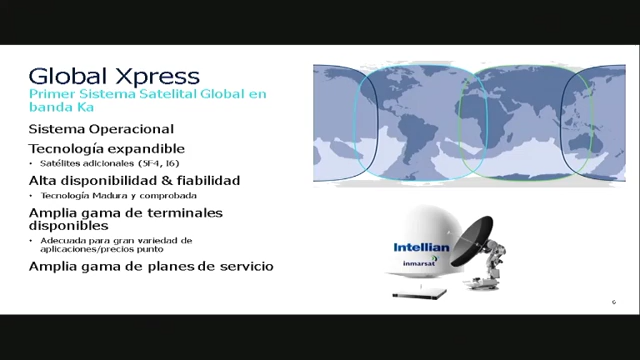 Global Xpress
Primer Sistema Satelital Global en
banda Ka
Sistema Operacional
Tecnología expandible
• Satélites adicionales (5F4, I6)
Alta disponibilidad & fiabilidad
• Tecnología Madura y comprobada
Amplia gama de terminales
disponibles
• Adecuada para gran variedad de
aplicaciones/precios punto
Amplia gama de planes de servicio
Intellian
inmarsat
6